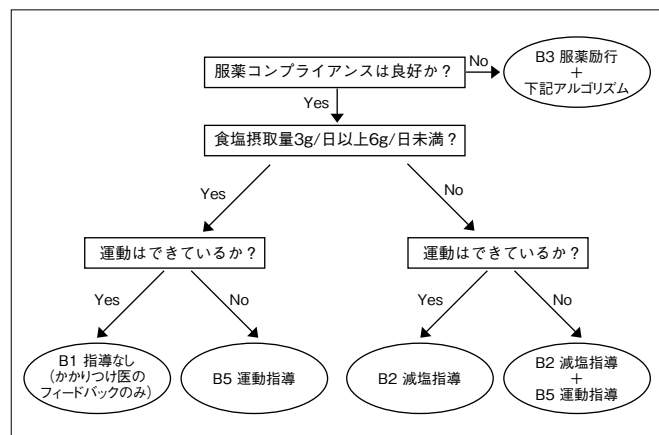 服薬コンプライアンスは良好か？
No
B3 服薬励行
＋
下記アルゴリズム
Yes
食塩摂取量3g/日以上6g/日未満？
Yes
No
運動はできているか？
運動はできているか？
Yes
No
Yes
No
B1 指導なし
(かかりつけ医の
フィードバックのみ)
B5 運動指導
B2 減塩指導
B2 減塩指導
＋
B5 運動指導